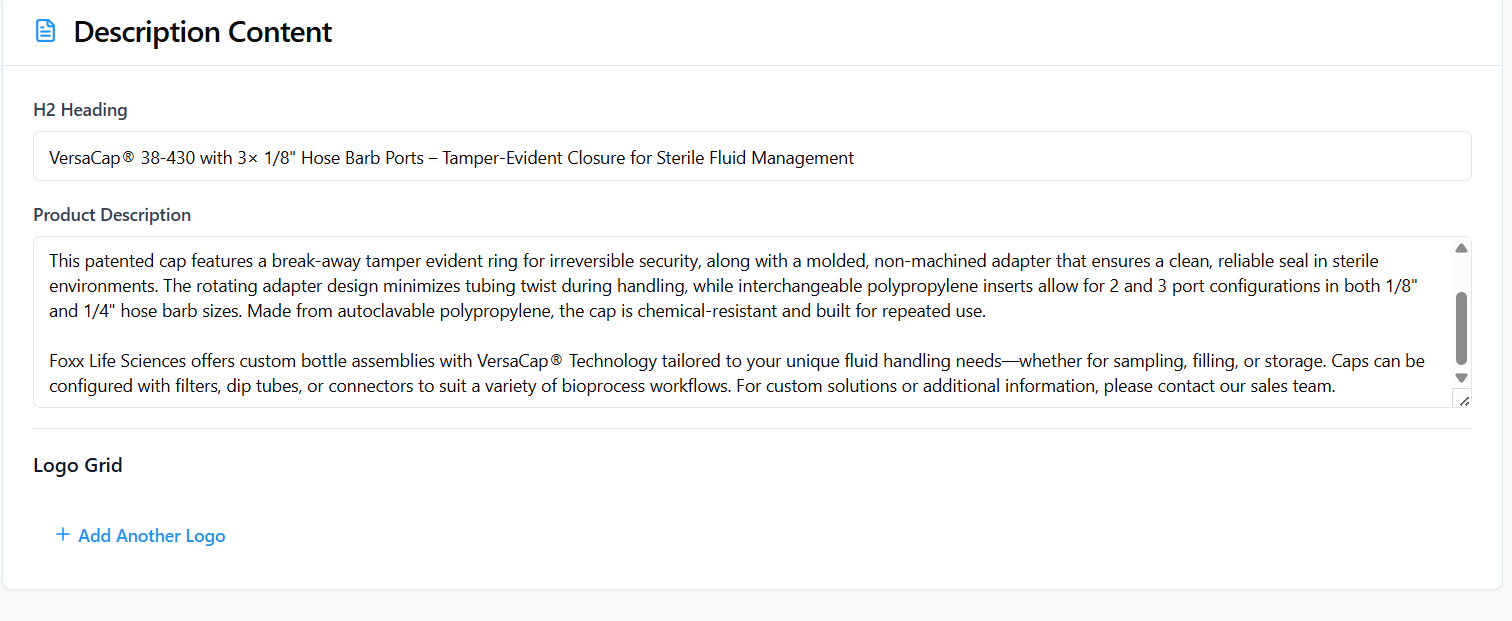 Description Content
H2 Heading
VersaCap® 38-430 with 3× 1/8" Hose Barb Ports – Tamper-Evident Closure for Sterile Fluid Management
Product Description
This patented cap features a break-away tamper evident ring for irreversible security, along with a molded, non-machined adapter that ensures a clean, reliable seal in sterile
environments. The rotating adapter design minimizes tubing twist during handling, while interchangeable polypropylene inserts allow for 2 and 3 port configurations in both 1/8"
and 1/4" hose barb sizes. Made from autoclavable polypropylene, the cap is chemical-resistant and built for repeated use.
Foxx Life Sciences offers custom bottle assemblies with VersaCap® Technology tailored to your unique fluid handling needs—whether for sampling, filling, or storage. Caps can be
configured with filters, dip tubes, or connectors to suit a variety of bioprocess workflows. For custom solutions or additional information, please contact our sales team.
Logo Grid
+ Add Another Logo